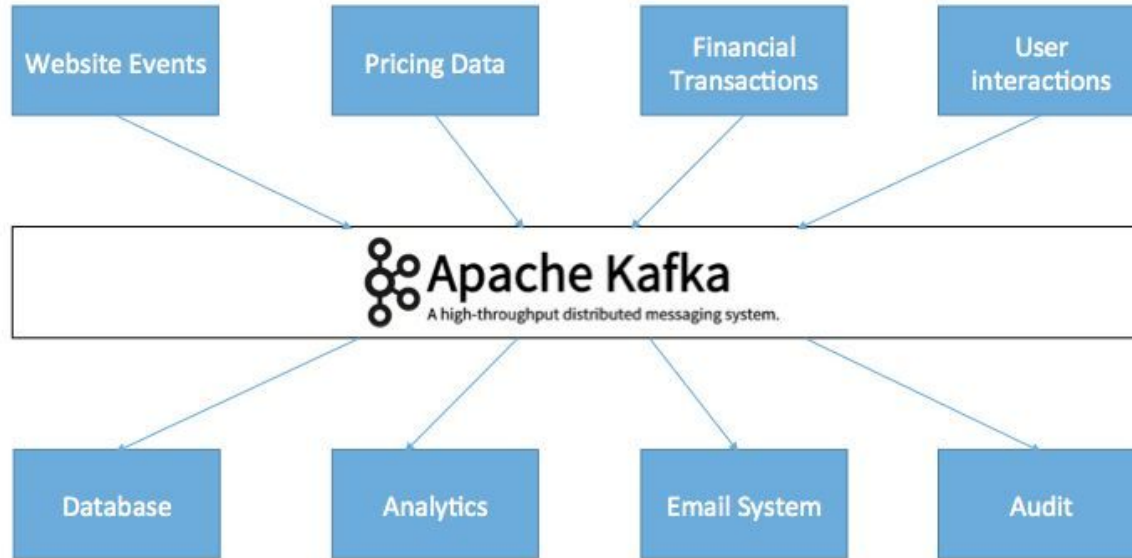 Website Events
Pricing Data
Financial
Transactions
User
interactions
Apache Kafka
A high-throughput distributed messaging system.
Database
Analytics
Email System
Audit